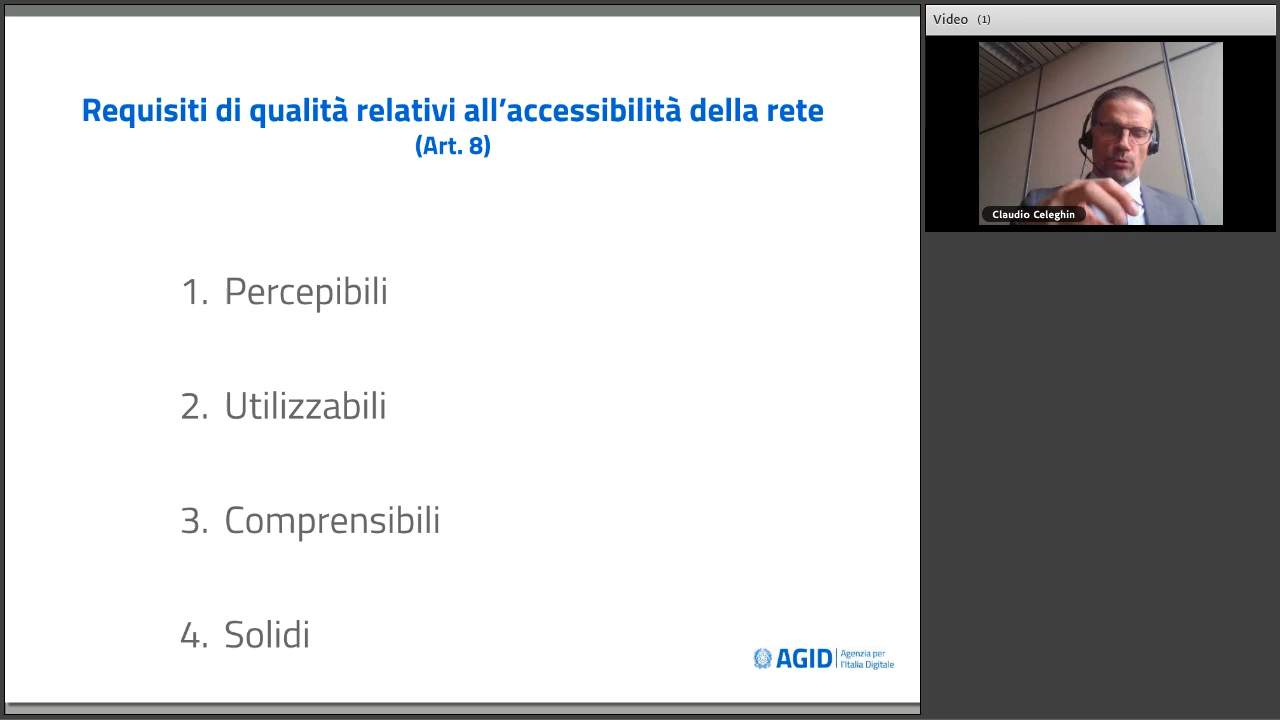 Requisiti di qualità relativi all’accessibilità della rete
(Art. 8)
1. Percepibili
2. Utilizzabili
3. Comprensibili
4. Solidi
AGID
Agenzia per
l'Italia Digitale
Video (1)
Claudio Celeghin